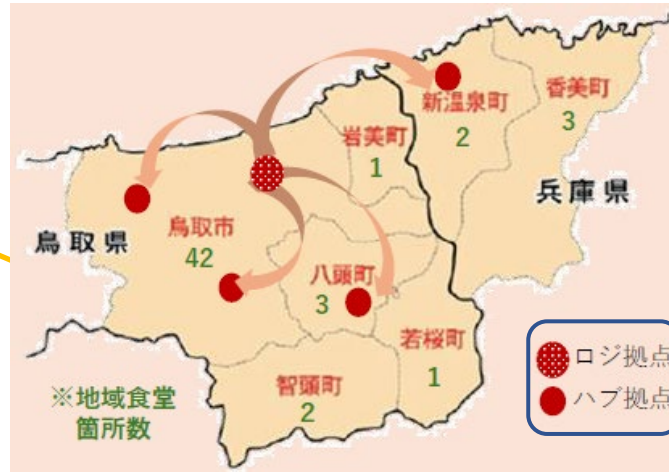 新温泉町
2
香美町
3
岩美町
1
兵庫県
鳥取県
鳥取市
42
八頭町
3
若桜町
1
智頭町
2
※地域食堂
箇所数
ロジ拠点
ハブ拠点